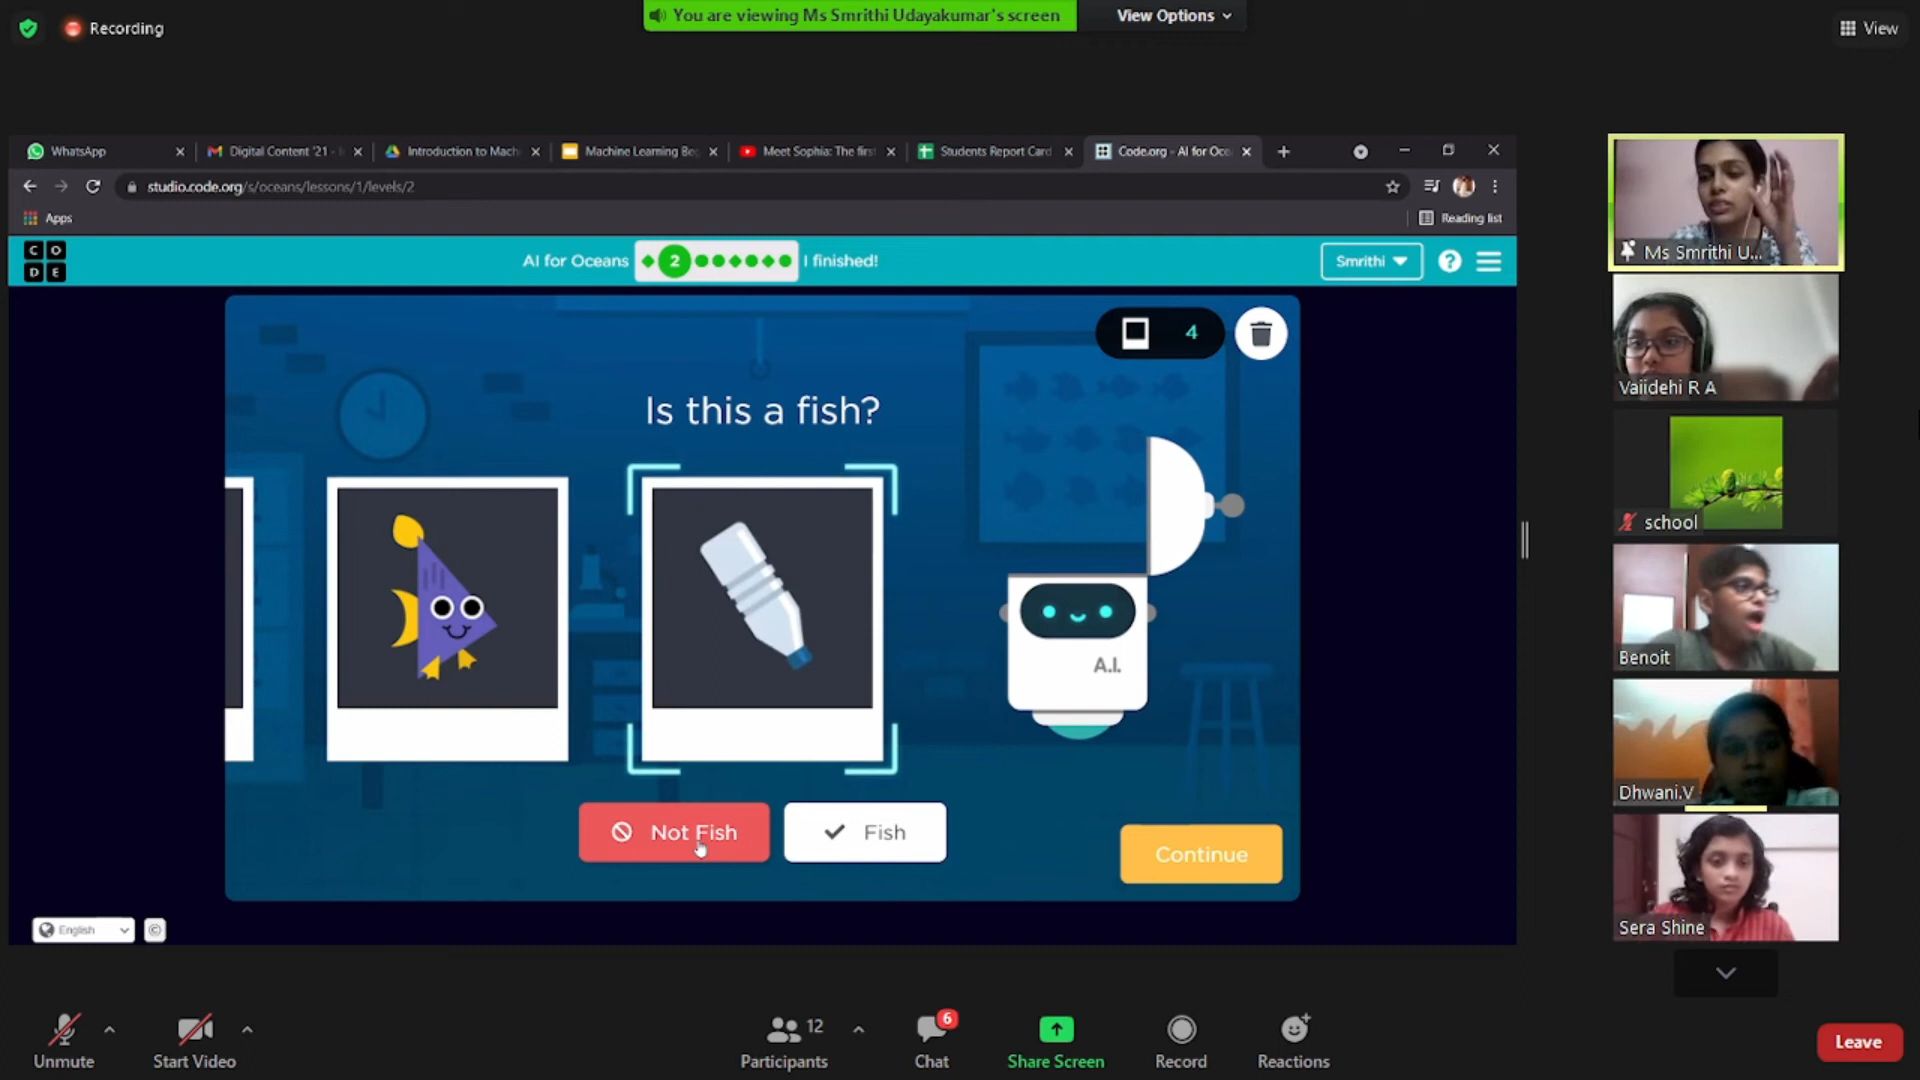 Recording
You are viewing Ms Smrithi Udayakumar's screen
View Options
View
WhatsApp
Digital Content '21 -
Introduction to Mach
Machine Learning Be
Meet Sophia: The first
Students Report Card
Code.org - AI for Oce
studio.code.org/s/oceans/lessons/1/levels/2
Apps
Reading list
C O
D E
AI for Oceans
2
I finished!
Smrithi
?
4
Is this a fish?
A.I.
Not Fish
Fish
Continue
English
©
Ms Smrithi U...
Vaiidehi R A
school
Benoit
Dhwani.V
Sera Shine
Unmute
Start Video
12
Participants
6
Chat
Share Screen
Record
Reactions
Leave